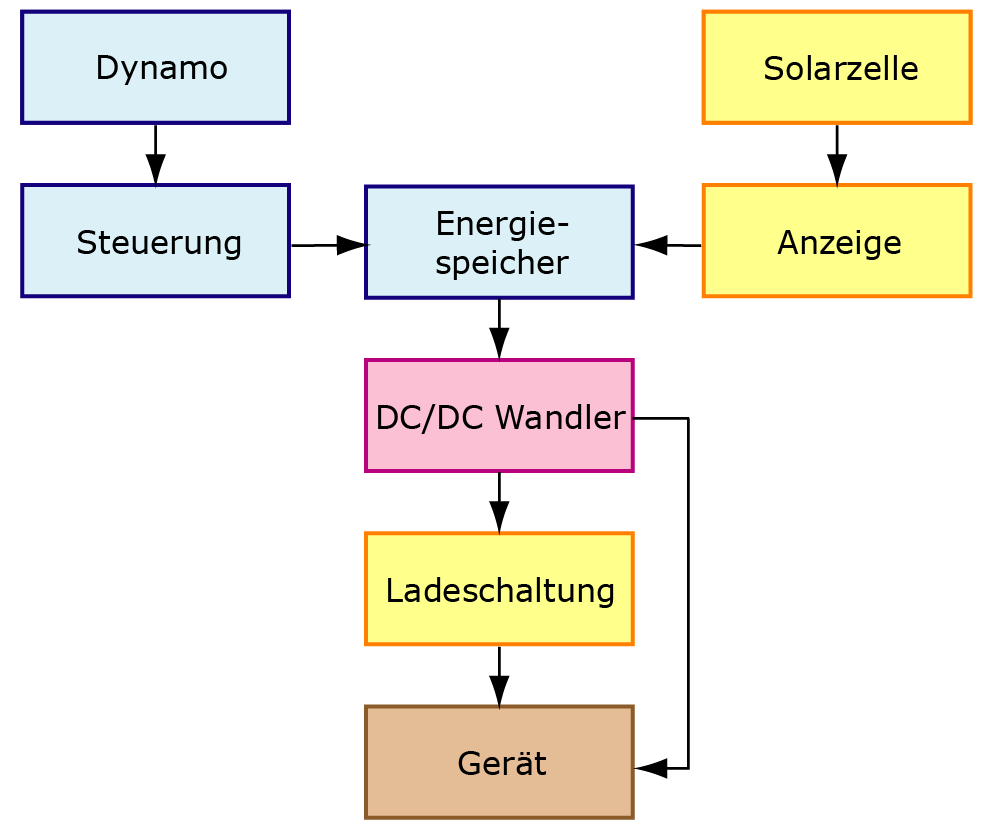 Dynamo
Solarzelle
Steuerung
Energie-
speicher
Anzeige
DC/DC Wandler
Ladeschaltung
Gerät